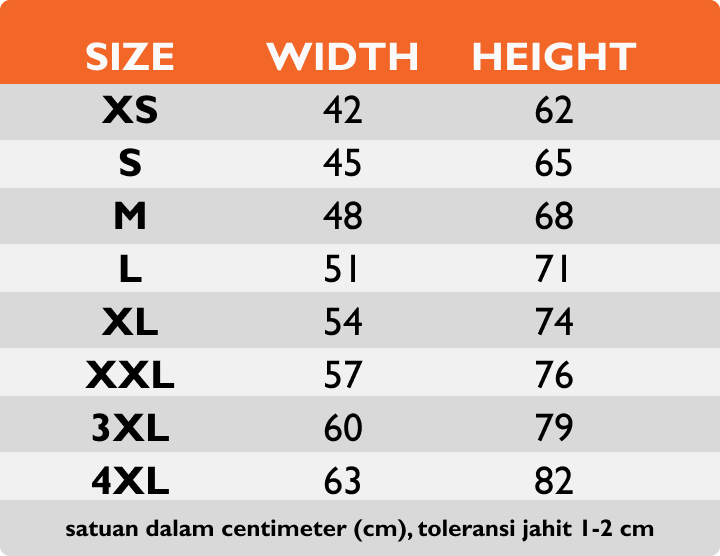 SIZE WIDTH HEIGHT
XS 42 62
S 45 65
M 48 68
L 51 71
XL 54 74
XXL 57 76
3XL 60 79
4XL 63 82
satuan dalam centimeter (cm), toleransi jahit 1-2 cm